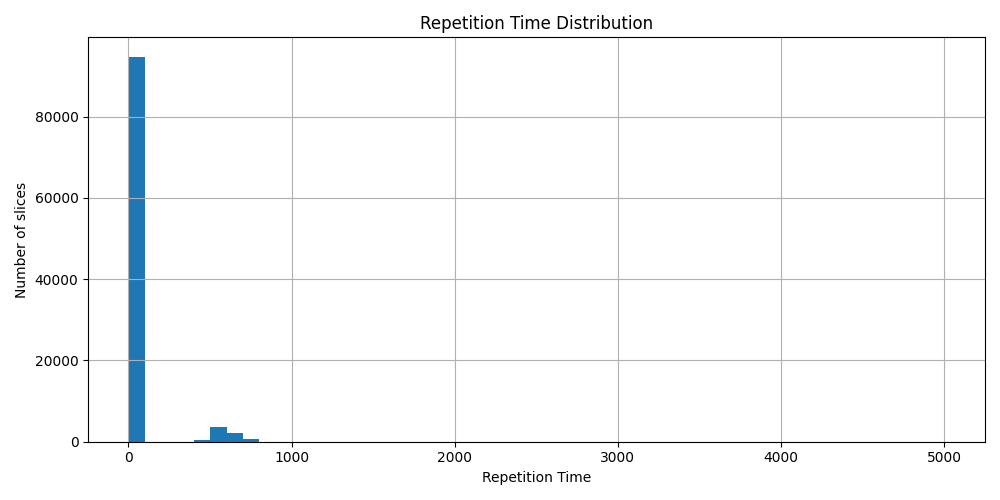 Repetition Time Distribution
Number of slices
80000
60000
40000
20000
0
0 1000 2000 3000 4000 5000
Repetition Time